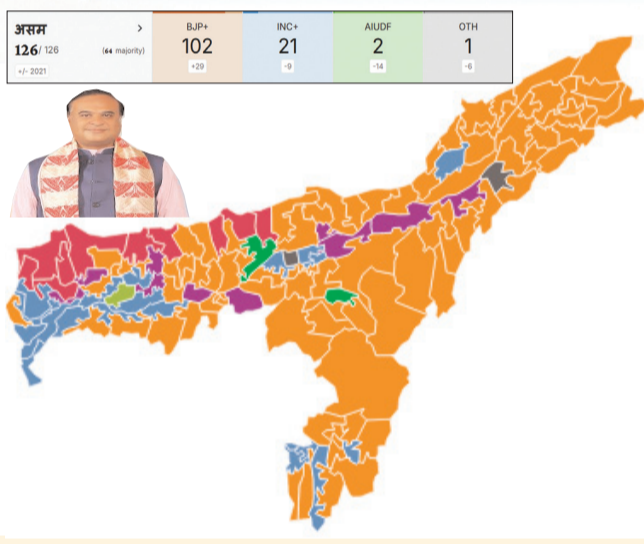 असम >
126/ 126 (64 majority)
+/- 2021
BJP+
102
+29
INC+
21
-9
AIUDF
2
-14
OTH
1
-6